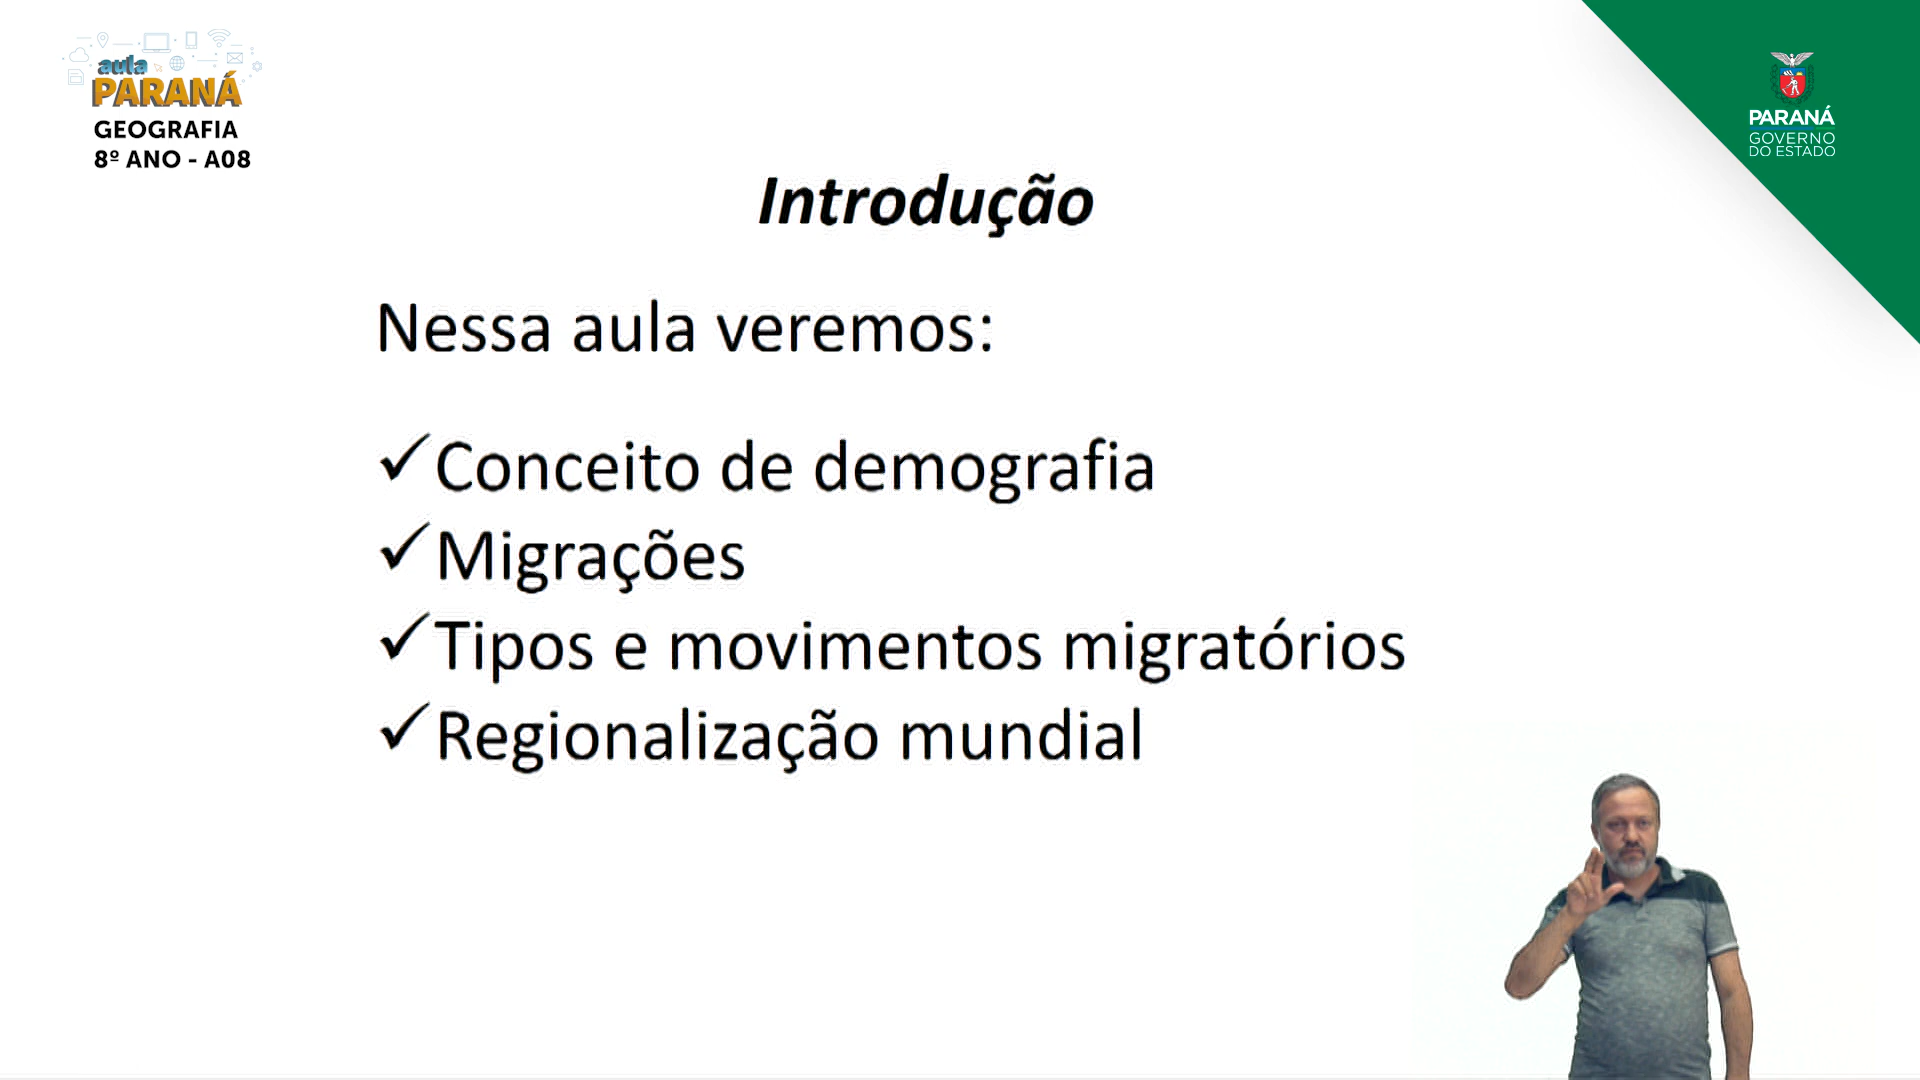 aula
PARANÁ
GEOGRAFIA
8º ANO - A08
PARANÁ
GOVERNO
DO ESTADO
Introdução
Nessa aula veremos:
✓Conceito de demografia
✓Migrações
✓Tipos e movimentos migratórios
✓Regionalização mundial